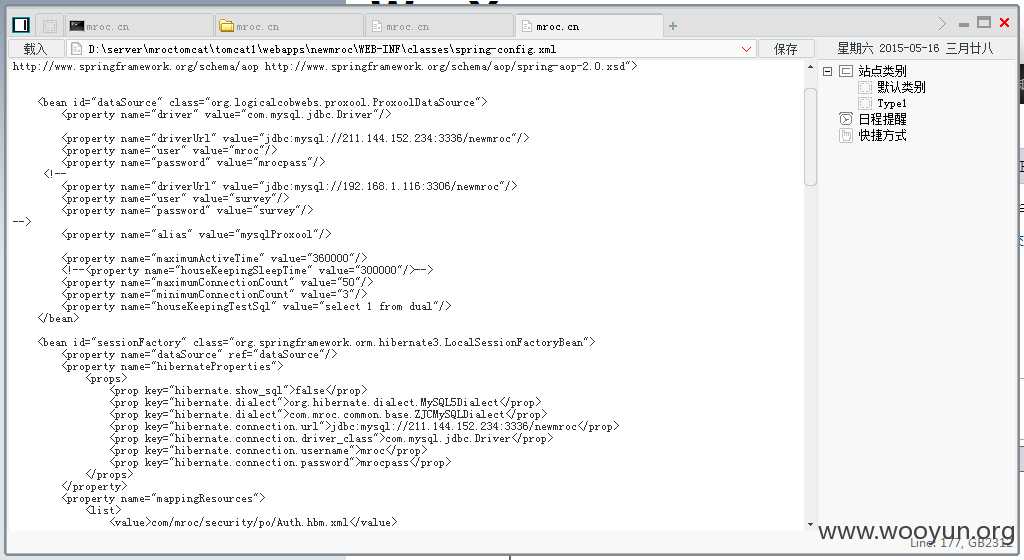 mroc.cn
mroc.cn
mroc.cn
mroc.cn
载入 D:\server\mroctomcat\tomcat1\webapps\newmroc\WEB-INF\classes\spring-config.xml 保存 星期六 2015-05-16 三月廿八
http://www.springframework.org/schema/aop http://www.springframework.org/schema/aop/spring-aop-2.0.xsd">
<bean id="dataSource" class="org.logicalcobwebs.proxool.ProxoolDataSource">
<property name="driver" value="com.mysql.jdbc.Driver"/>
<property name="driverUrl" value="jdbc:mysql://211.144.152.234:3336/newmroc"/>
<property name="user" value="mroc"/>
<property name="password" value="mrocpass"/>
<!--
<property name="driverUrl" value="jdbc:mysql://192.168.1.116:3306/newmroc"/>
<property name="user" value="survey"/>
<property name="password" value="survey"/>
-->
<property name="alias" value="mysqlProxool"/>
<property name="maximumActiveTime" value="360000"/>
<!--<property name="houseKeepingSleepTime" value="300000"/>-->
<property name="maximumConnectionCount" value="50"/>
<property name="minimumConnectionCount" value="3"/>
<property name="houseKeepingTestSql" value="select 1 from dual"/>
</bean>
<bean id="sessionFactory" class="org.springframework.orm.hibernate3.LocalSessionFactoryBean">
<property name="dataSource" ref="dataSource"/>
<property name="hibernateProperties">
<props>
<prop key="hibernate.show_sql">false</prop>
<prop key="hibernate.dialect">org.hibernate.dialect.MySQL5Dialect</prop>
<prop key="hibernate.dialect">com.mroc.common.base.ZJCMySQLDialect</prop>
<prop key="hibernate.connection.url">jdbc:mysql://211.144.152.234:3336/newmroc</prop>
<prop key="hibernate.connection.driver_class">com.mysql.jdbc.Driver</prop>
<prop key="hibernate.connection.username">mroc</prop>
<prop key="hibernate.connection.password">mrocpass</prop>
</props>
</property>
<property name="mappingResources">
<list>
<value>com/mroc/security/po/Auth.hbm.xml</value>
站点类别
默认类别
Type1
日程提醒
快捷方式
www.wooyun.org
Line: 177, GB2312